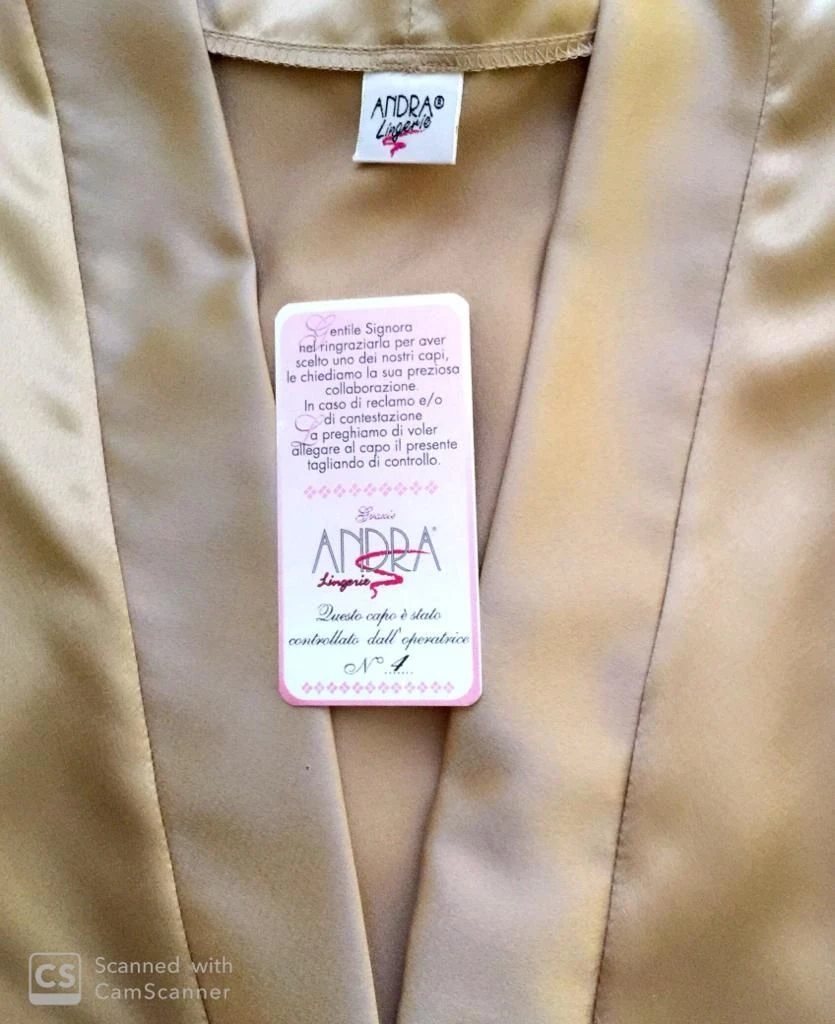 ANDRA®
Lingerie
Gentile Signora
nel ringraziarla per aver
scelto uno dei nostri capi,
le chiediamo la sua preziosa
collaborazione.
In caso di reclamo e/o
di contestazione
La preghiamo di voler
allegare al capo il presente
tagliando di controllo.
Grazie
ANDRA®
Lingerie
Questo capo è stato
controllato dall'operatrice
N° 4
CS Scanned with
CamScanner